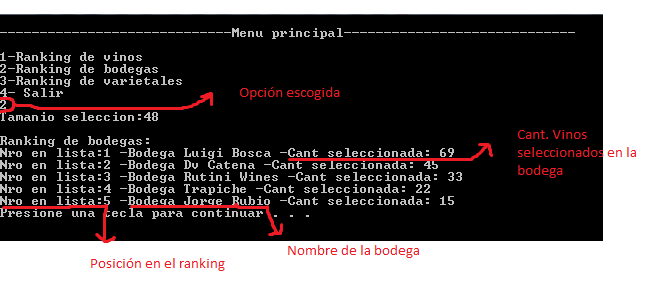 ------------------------------Menu principal------------------------------
1-Ranking de vinos
2-Ranking de bodegas
3-Ranking de varietales
4- Salir
2
Opción escogida
Tamanio seleccion:48
Ranking de bodegas:
Nro en lista:1 -Bodega Luigi Bosca -Cant seleccionada: 69
Nro en lista:2 -Bodega Dv Catena -Cant seleccionada: 45
Nro en lista:3 -Bodega Rutini Wines -Cant seleccionada: 33
Nro en lista:4 -Bodega Trapiche -Cant seleccionada: 22
Nro en lista:5 -Bodega Jorge Rubio -Cant seleccionada: 15
Presione una tecla para continuar . . .
Cant. Vinos
seleccionados en la
bodega
Nombre de la bodega
Posición en el ranking